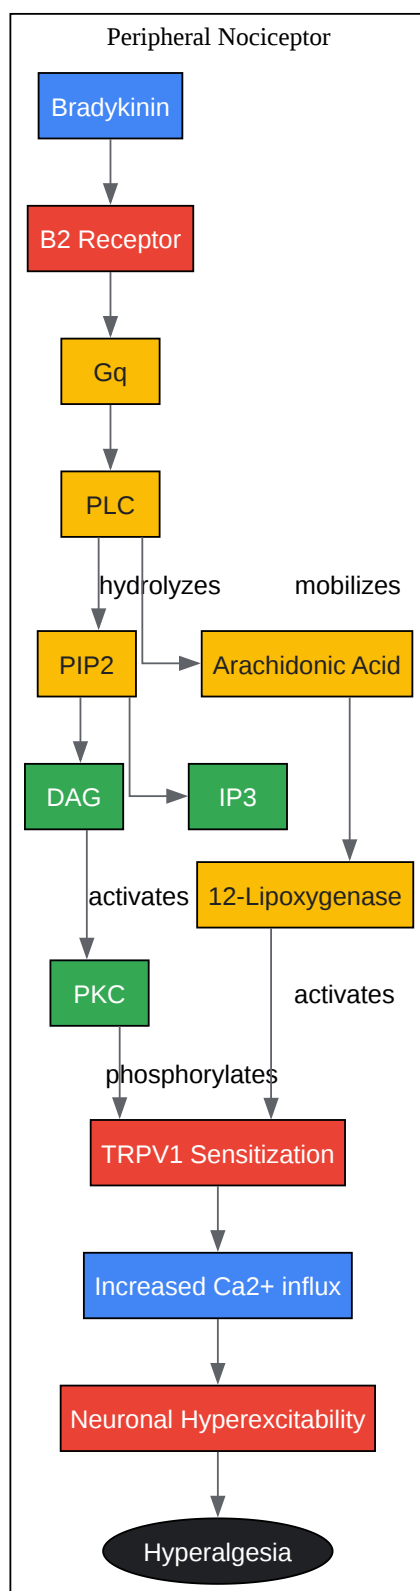 Peripheral Nociceptor
Bradykinin
B2 Receptor
Gq
PLC
hydrolyzes
mobilizes
PIP2
Arachidonic Acid
DAG
IP3
activates
12-Lipoxygenase
PKC
activates
phosphorylates
TRPV1 Sensitization
Increased Ca2+ influx
Neuronal Hyperexcitability
Hyperalgesia